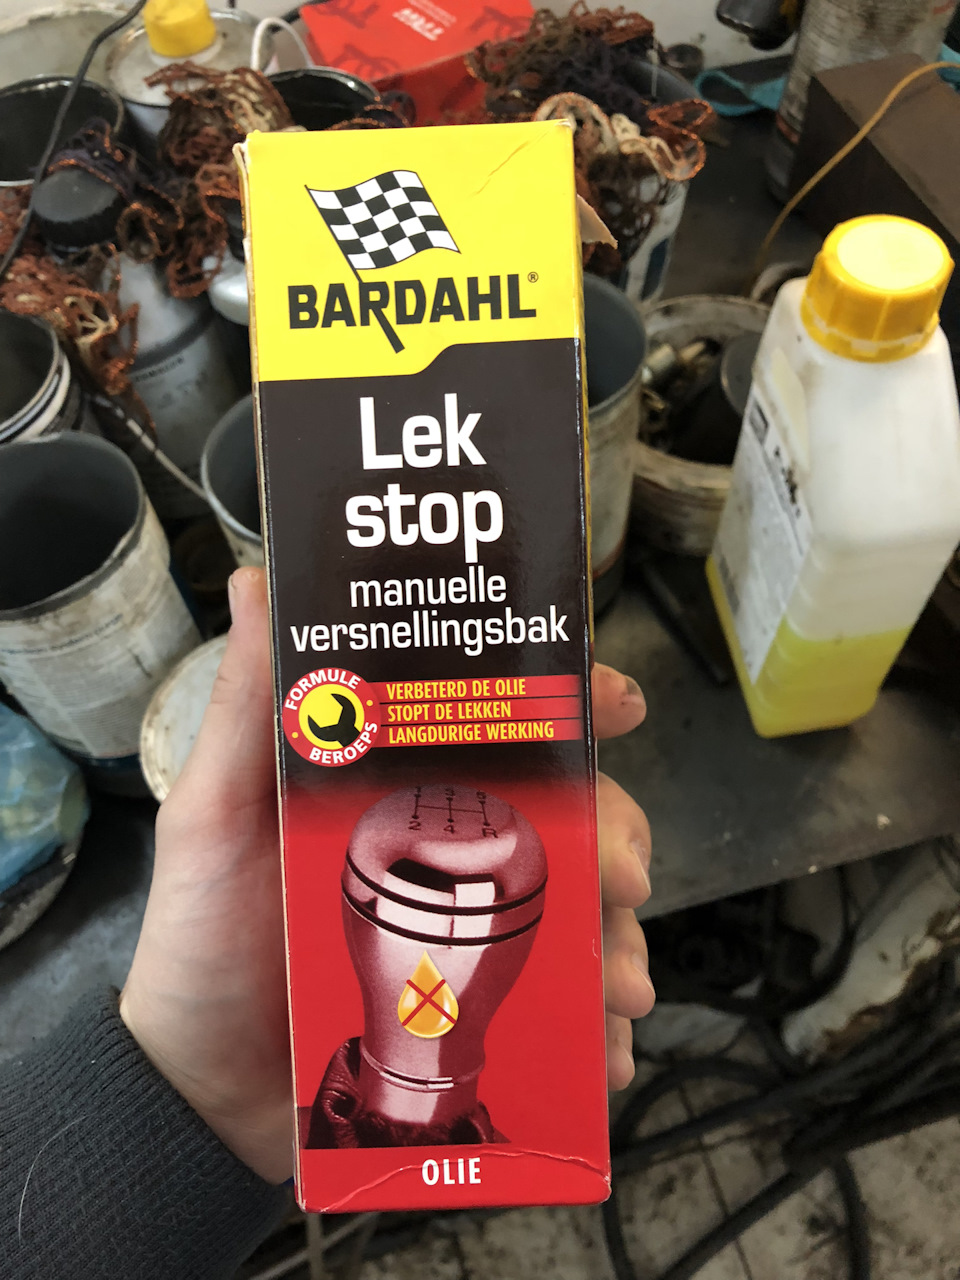 BARDAHL®
Lek
stop
manuelle
versnellingsbak
FORMULE
BEROEPS
VERBETERD DE OLIE
STOPT DE LEKKEN
LANGDURIGE WERKING
1 3 5
2 4 R
OLIE
TRW